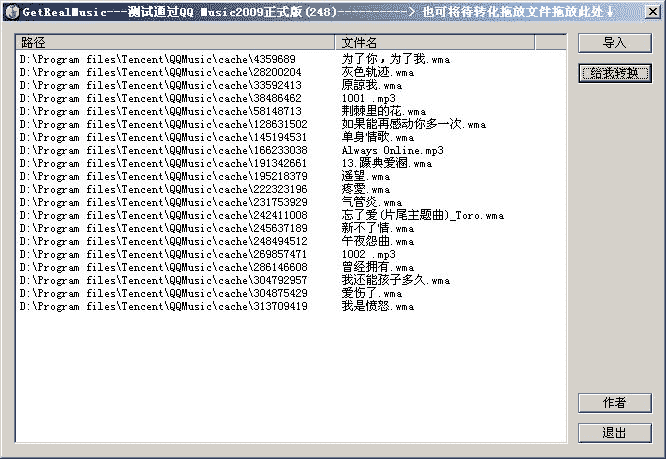 GetRealMusic---测试通过QQ Music2009正式版(248)----------> 也可将待转化拖放文件拖放此处↓
路径 文件名
导入
D:\Program files\Tencent\QQMusic\cache\4359689 为了你，为了我.wma
D:\Program files\Tencent\QQMusic\cache\28200204 灰色轨迹.wma
给我转换
D:\Program files\Tencent\QQMusic\cache\33592413 原諒我.wma
D:\Program files\Tencent\QQMusic\cache\38486462 1001 .mp3
D:\Program files\Tencent\QQMusic\cache\58148713 荆棘里的花.wma
D:\Program files\Tencent\QQMusic\cache\128631502 如果能再感动你多一次.wma
D:\Program files\Tencent\QQMusic\cache\145194531 单身情歌.wma
D:\Program files\Tencent\QQMusic\cache\166233038 Always Online.mp3
D:\Program files\Tencent\QQMusic\cache\191342661 13.
D:\Program files\Tencent\QQMusic\cache\195218379 遥望.wma
D:\Program files\Tencent\QQMusic\cache\222323196 疼愛.wma
D:\Program files\Tencent\QQMusic\cache\231753929 气管炎.wma
D:\Program files\Tencent\QQMusic\cache\242411008 忘了爱(片尾主题曲)_Toro.wma
D:\Program files\Tencent\QQMusic\cache\245637189 新不了情.wma
D:\Program files\Tencent\QQMusic\cache\248494512 午夜怨曲.wma
D:\Program files\Tencent\QQMusic\cache\269857471 1002 .mp3
D:\Program files\Tencent\QQMusic\cache\286146608 曾经拥有.wma
D:\Program files\Tencent\QQMusic\cache\304792957 我还能孩子多久.wma
D:\Program files\Tencent\QQMusic\cache\304875429 爱伤了.wma
D:\Program files\Tencent\QQMusic\cache\313709419 我是愤怒.wma
作者
退出